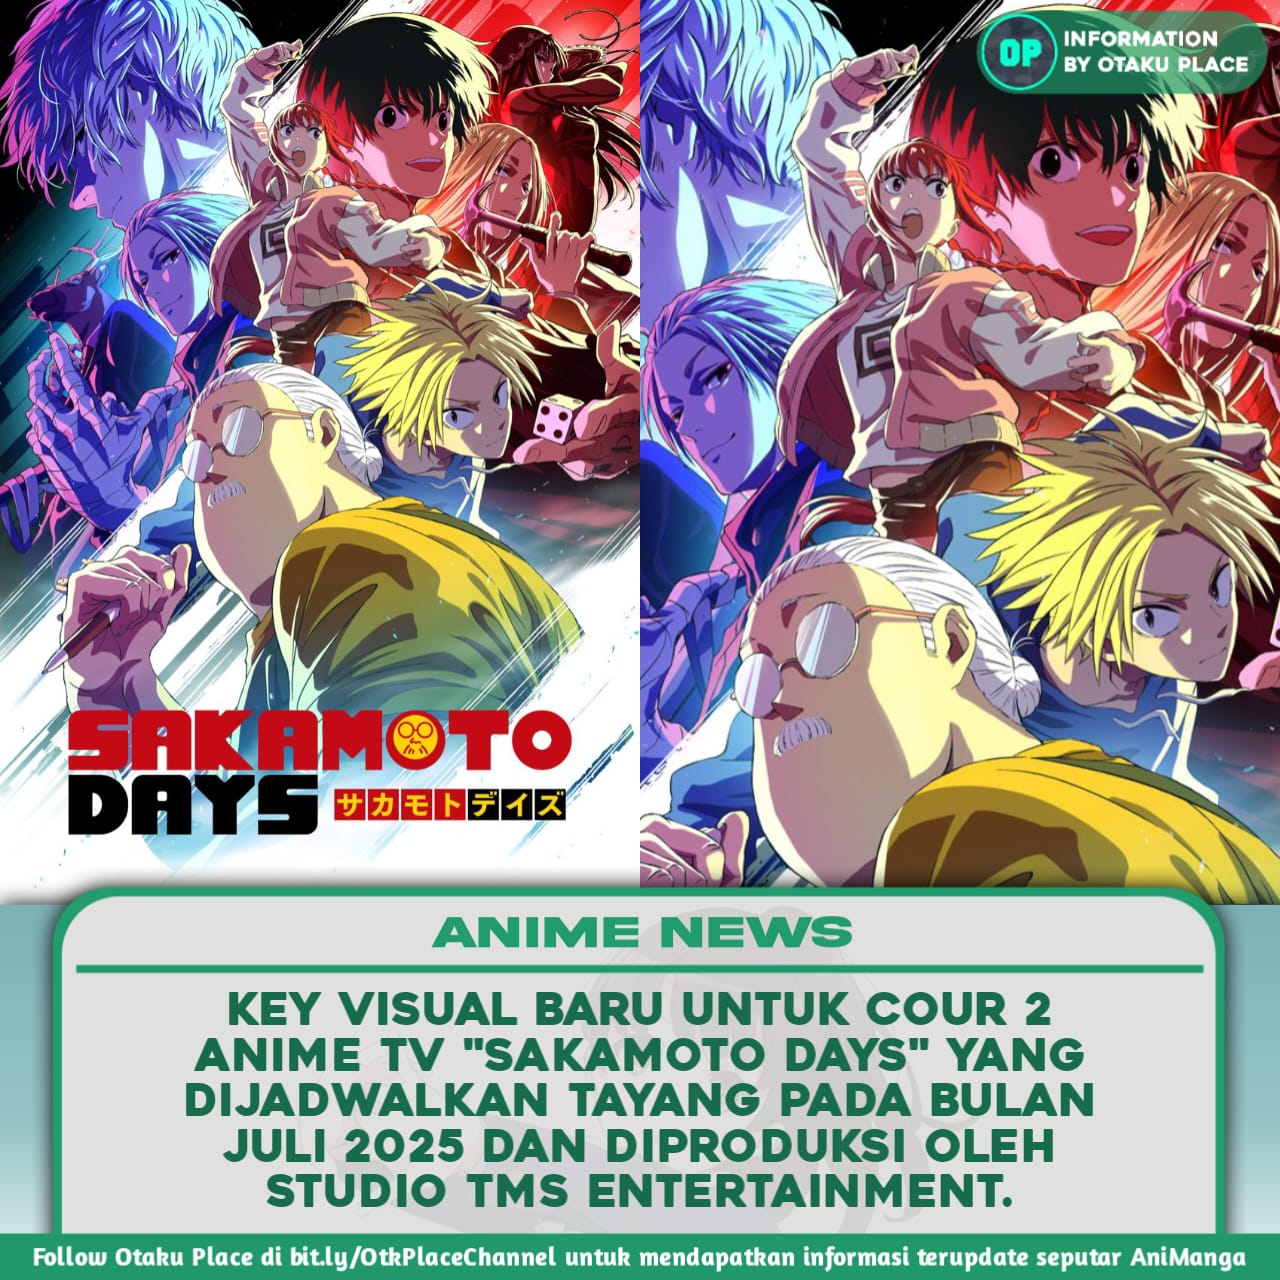 OP
INFORMATION
BY OTAKU PLACE
SAKAMOTO
DAYS サカモトデイズ
ANIME NEWS
KEY VISUAL BARU UNTUK COUR 2
ANIME TV "SAKAMOTO DAYS" YANG
DIJADWALKAN TAYANG PADA BULAN
JULI 2025 DAN DIPRODUKSI OLEH
STUDIO TMS ENTERTAINMENT.
Follow Otaku Place di bit.ly/OtkPlaceChannel untuk mendapatkan informasi terupdate seputar AniManga